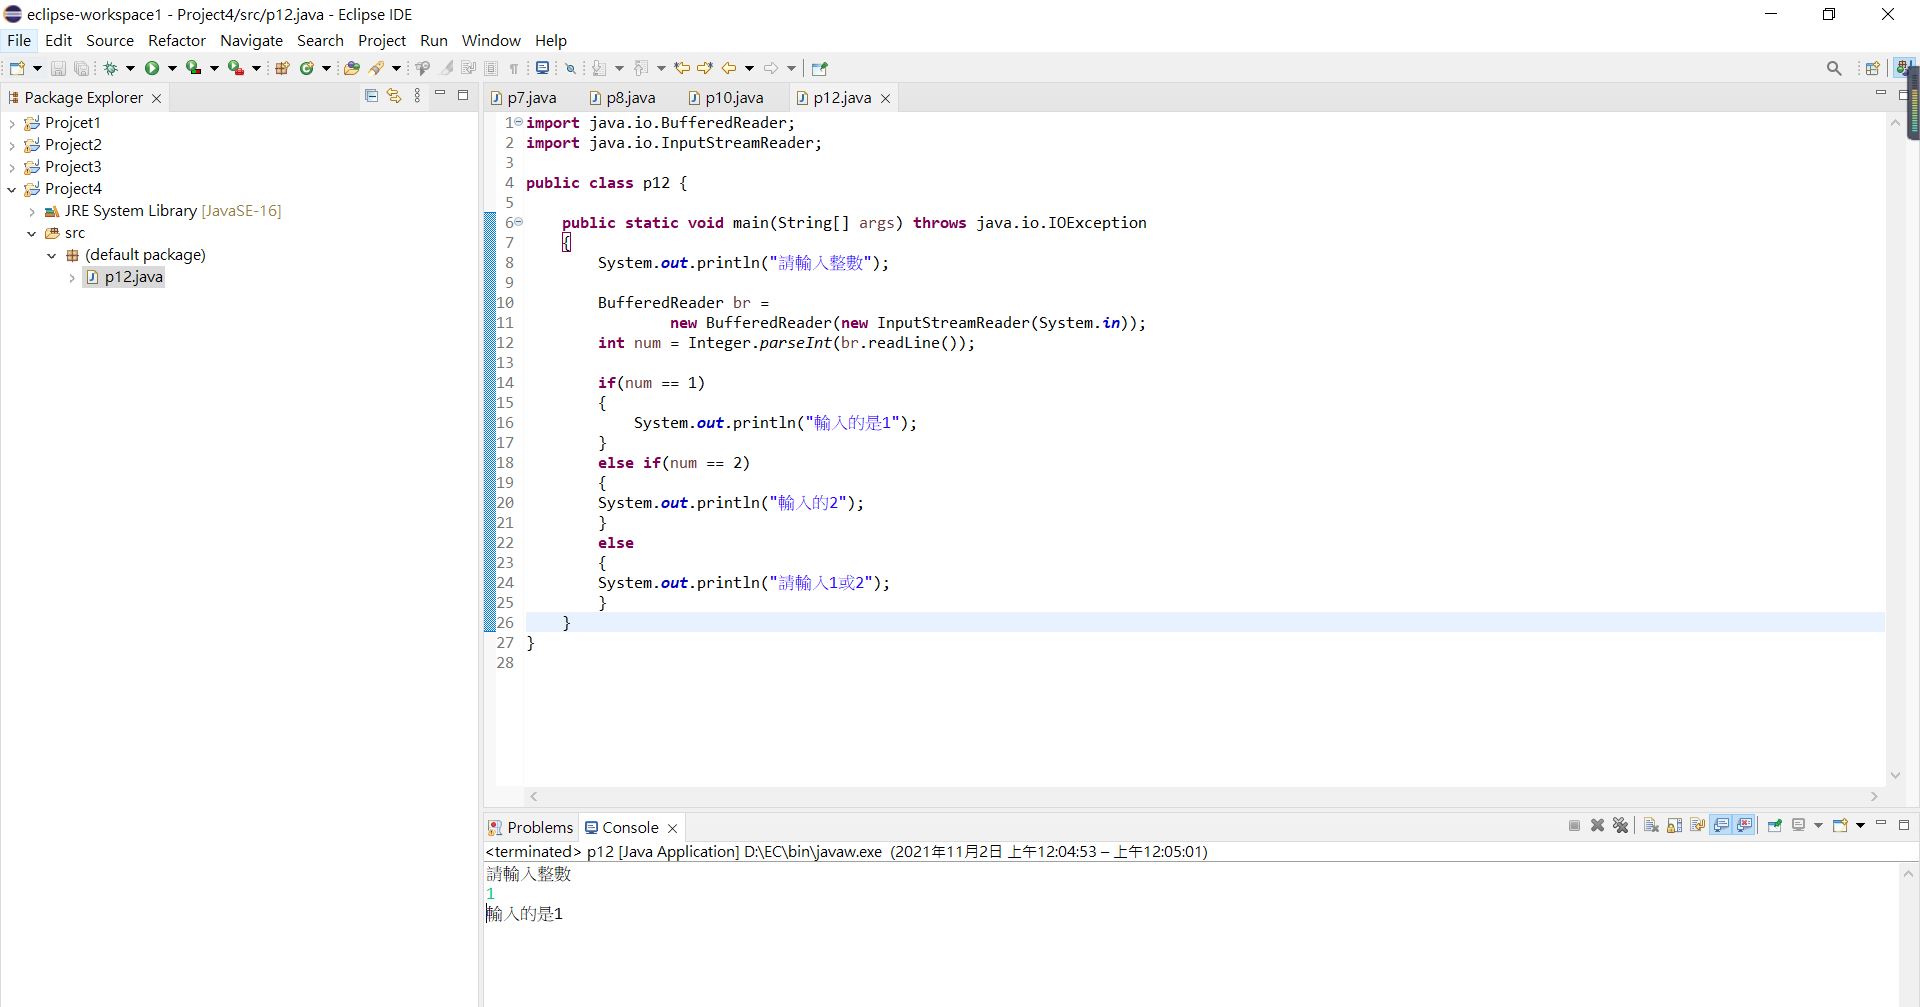 eclipse-workspace1 - Project4/src/p12.java - Eclipse IDE
File Edit Source Refactor Navigate Search Project Run Window Help
Package Explorer
Projcet1
Project2
Project3
Project4
JRE System Library [JavaSE-16]
src
(default package)
p12.java
p7.java p8.java p10.java p12.java
1 import java.io.BufferedReader;
2 import java.io.InputStreamReader;
3
4 public class p12 {
5
6 public static void main(String[] args) throws java.io.IOException
7 {
8 System.out.println("請輸入整數");
9
10 BufferedReader br =
11 new BufferedReader(new InputStreamReader(System.in));
12 int num = Integer.parseInt(br.readLine());
13
14 if(num == 1)
15 {
16 System.out.println("輸入的是1");
17 }
18 else if(num == 2)
19 {
20 System.out.println("輸入的2");
21 }
22 else
23 {
24 System.out.println("請輸入1或2");
25 }
26 }
27 }
28
Problems Console
<terminated> p12 [Java Application] D:\EC\bin\javaw.exe (2021年11月2日 上午12:04:53 – 上午12:05:01)
請輸入整數
1
輸入的是1